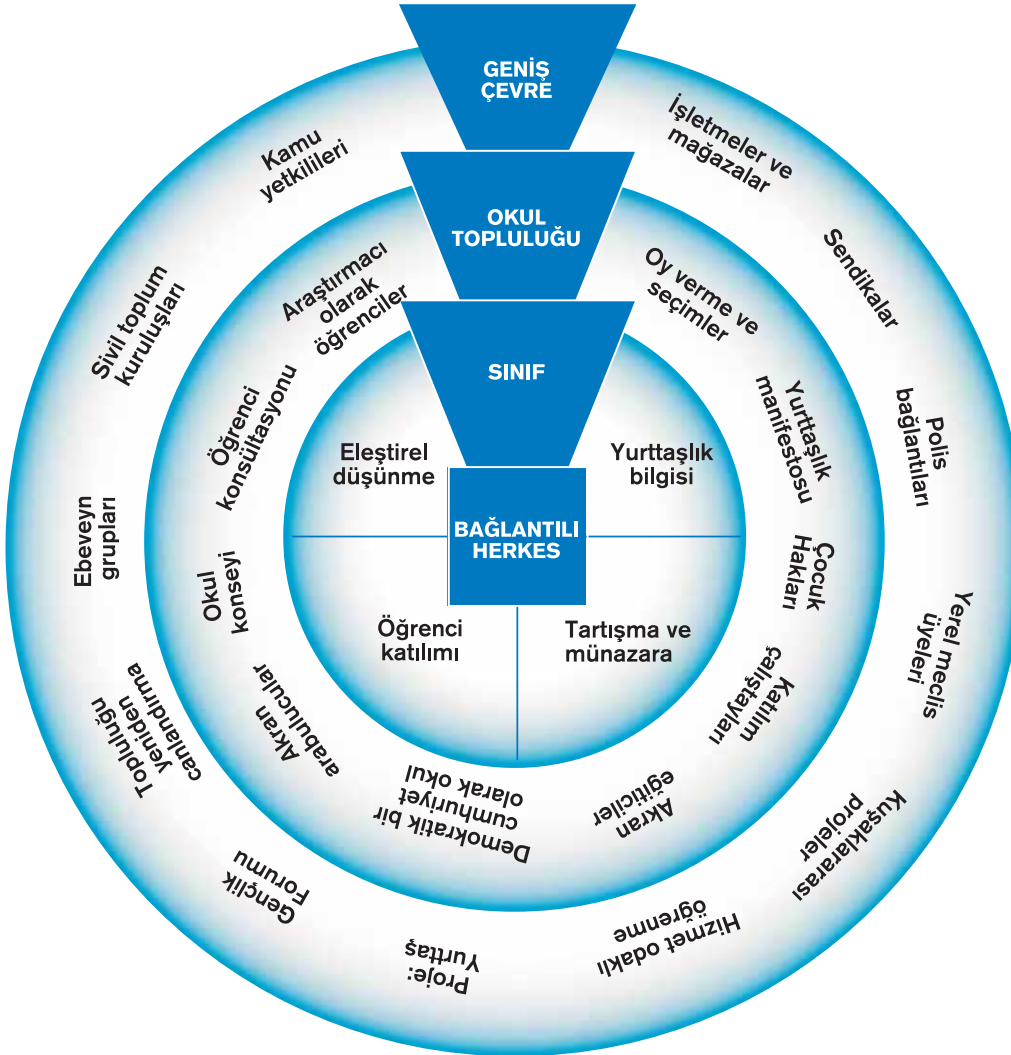 GENİŞ
ÇEVRE
İşletmeler ve
mağazalar
Sendikalar
Polis
bağlantıları
Yerel meclis
üyeleri
Kuşaklararası
projeler
Hizmet odaklı
öğrenme
Proje:
Yurttaş
Gençlik
Forumu
Topluluğu
yeniden
canlandırma
Ebeveyn
grupları
Sivil toplum
kuruluşları
Kamu
yetkilileri
OKUL
TOPLULUĞU
Oy verme ve
seçimler
Yurttaşlık
manifestosu
Çocuk
Hakları
Katılım
çalıştayları
Akran
eğiticiler
Demokratik bir
cumhuriyet
olarak okul
Akran
arabulucular
Okul
konseyi
Öğrenci
konsültasyonu
Araştırmacı
olarak
öğrenciler
SINIF
Eleştirel
düşünme
Yurttaşlık
bilgisi
BAĞLANTILI
HERKES
Öğrenci
katılımı
Tartışma ve
münazara